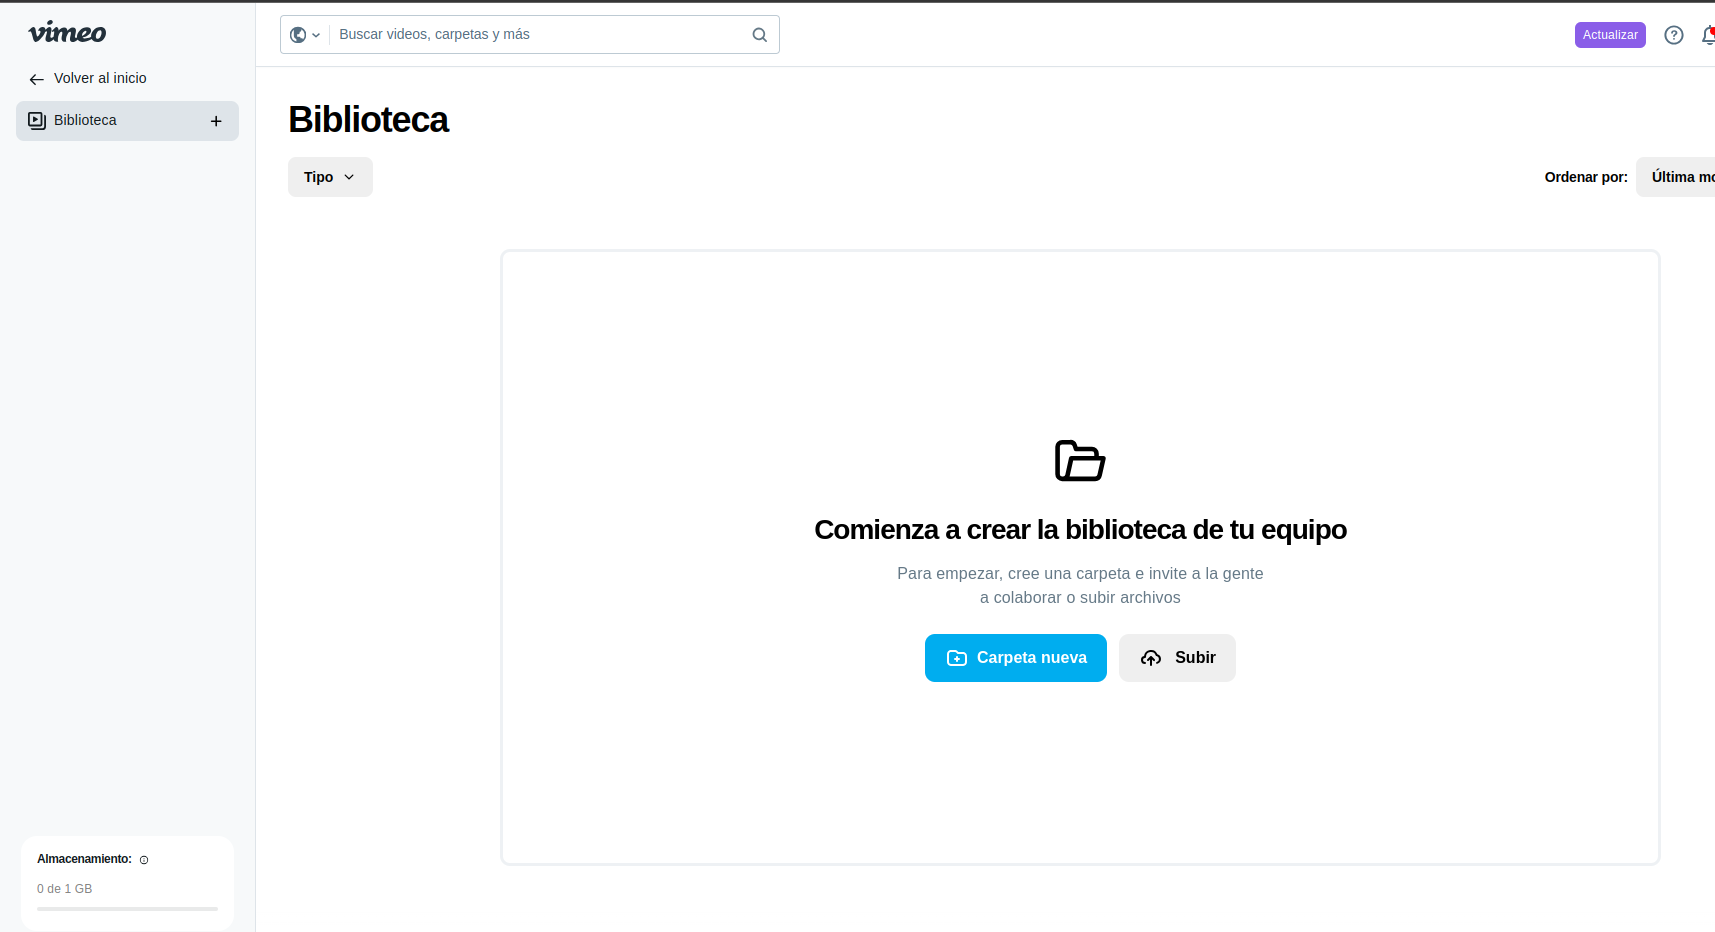 vimeo
Volver al inicio
Biblioteca
Buscar videos, carpetas y más
Actualizar
Biblioteca
Tipo
Ordenar por:
Última mo
Comienza a crear la biblioteca de tu equipo
Para empezar, cree una carpeta e invite a la gente
a colaborar o subir archivos
Carpeta nueva
Subir
Almacenamiento:
0 de 1 GB